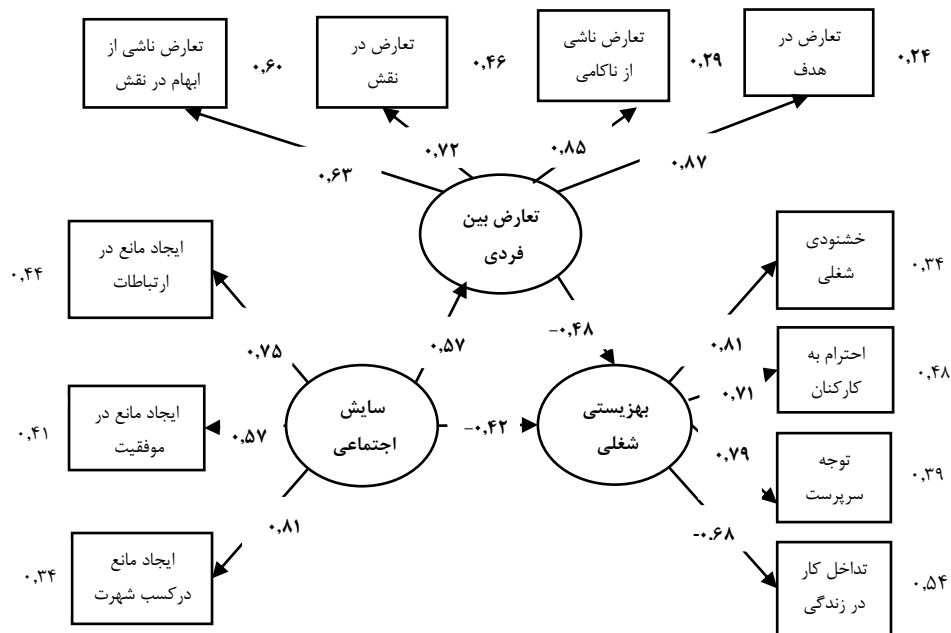 تعارض ناشی از
ابهام در نقش
۰,۶۰
تعارض در
نقش
۰,۴۶
تعارض ناشی
از ناکامی
۰,۲۹
تعارض در
هدف
۰,۲۴
۰,۶۳
۰,۷۲
۰,۸۵
۰,۸۷
تعارض بین
فردی
ایجاد مانع در
ارتباطات
۰,۴۴
۰,۷۵
ایجاد مانع در
موفقیت
۰,۴۱
۰,۵۷
ایجاد مانع
درکسب شهرت
۰,۳۴
۰,۸۱
سایش
اجتماعی
۰,۵۷
-۰,۴۸
-۰,۴۲
بهزیستی
شغلی
خشنودی
شغلی
۰,۳۴
۰,۸۱
احترام به
کارکنان
۰,۴۸
۰,۷۱
توجه
سرپرست
۰,۳۹
۰,۷۹
تداخل کار
در زندگی
۰,۵۴
-۰.۶۸